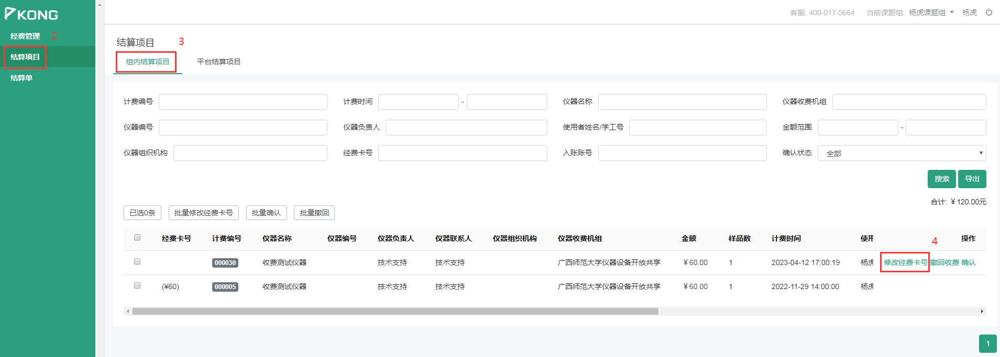 PKONG
客服: 400-017-5664 当前课题组: 杨虎课题组 杨虎
经费管理 2
结算项目
结算单
结算项目 3
组内结算项目 平台结算项目
计费编号 计费时间 - 仪器名称 仪器收费机组
仪器编号 仪器负责人 使用者姓名/学工号 金额范围 -
仪器组织机构 经费卡号 入账账号 确认状态 全部
搜索 导出
合计: ¥120.00元
已选0条 批量修改经费卡号 批量确认 批量撤回
经费卡号 计费编号 仪器名称 仪器编号 仪器负责人 仪器联系人 仪器组织机构 仪器收费机组 金额 样品数 计费时间 使用 4 操作
000030 收费测试仪器 技术支持 技术支持 广西师范大学仪器设备开放共享 ¥60.00 1 2023-04-12 17:00:19 杨虎 修改经费卡号 撤回收费 确认
(¥60) 000005 收费测试仪器 技术支持 技术支持 广西师范大学仪器设备开放共享 ¥60.00 1 2022-11-29 14:00:00 杨虎
1